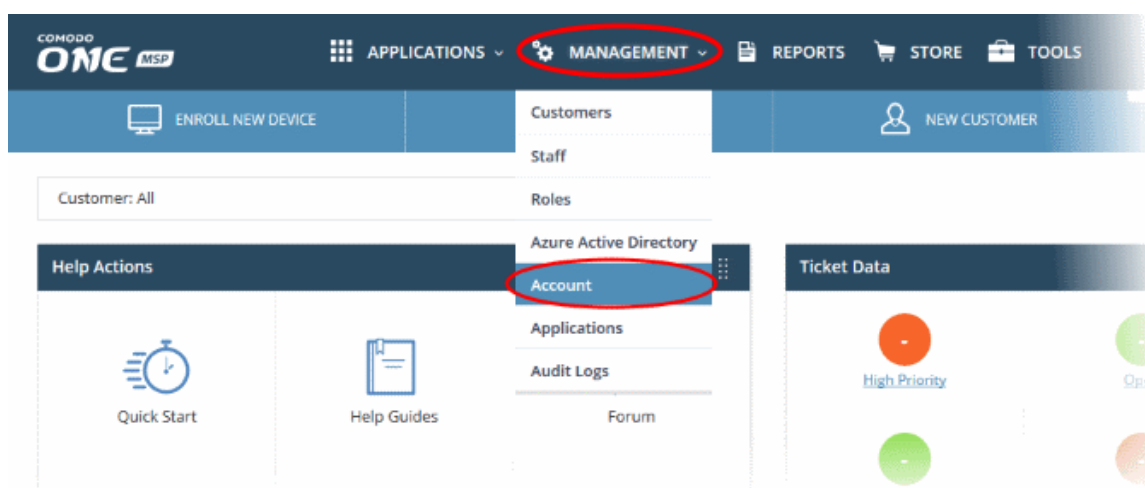 COMODO
ONE MSP
APPLICATIONS
MANAGEMENT
REPORTS
STORE
TOOLS
ENROLL NEW DEVICE
NEW CUSTOMER
Customers
Staff
Roles
Azure Active Directory
Account
Applications
Audit Logs
Customer: All
Help Actions
Quick Start
Help Guides
Forum
Ticket Data
High Priority